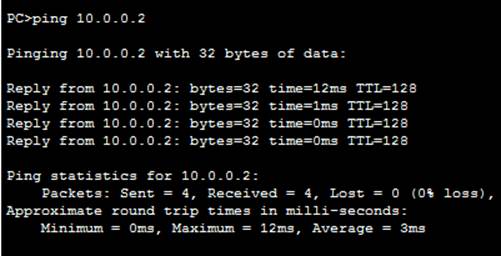 PC>ping 10.0.0.2
Pinging 10.0.0.2 with 32 bytes of data:
Reply from 10.0.0.2: bytes=32 time=12ms TTL=128
Reply from 10.0.0.2: bytes=32 time=1ms TTL=128
Reply from 10.0.0.2: bytes=32 time=0ms TTL=128
Reply from 10.0.0.2: bytes=32 time=0ms TTL=128
Ping statistics for 10.0.0.2:
Packets: Sent = 4, Received = 4, Lost = 0 (0% loss),
Approximate round trip times in milli-seconds:
Minimum = 0ms, Maximum = 12ms, Average = 3ms